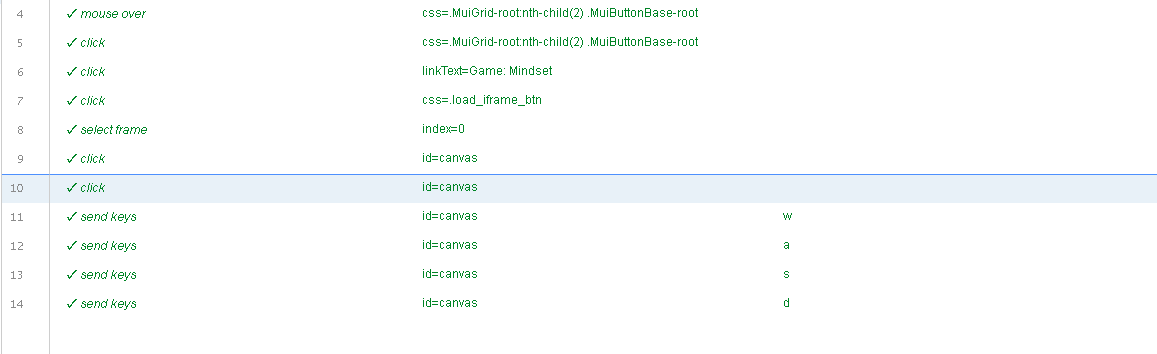 4 ✓ mouse over css=.MuiGrid-root:nth-child(2) .MuiButtonBase-root
5 ✓ click css=.MuiGrid-root:nth-child(2) .MuiButtonBase-root
6 ✓ click linkText=Game: Mindset
7 ✓ click css=.load_iframe_btn
8 ✓ select frame index=0
9 ✓ click id=canvas
10 ✓ click id=canvas
11 ✓ send keys id=canvas w
12 ✓ send keys id=canvas a
13 ✓ send keys id=canvas s
14 ✓ send keys id=canvas d